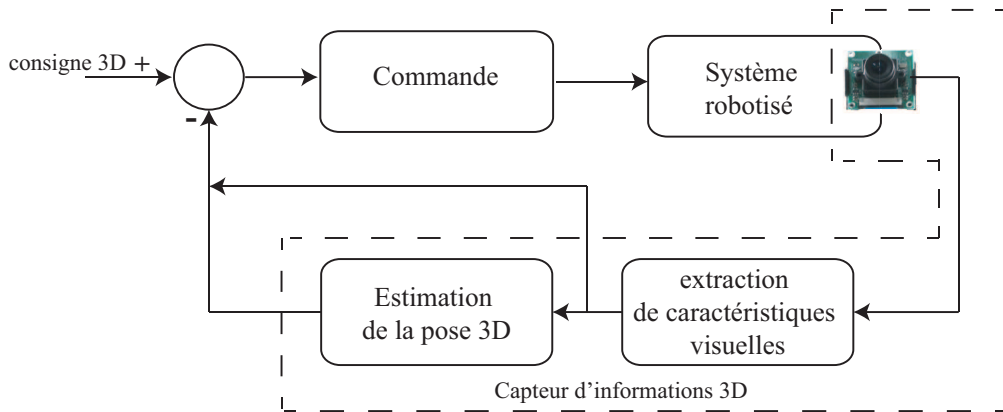 consigne 3D +
-
Commande
Système
robotisé
Estimation
de la pose 3D
extraction
de caractéristiques
visuelles
Capteur d'informations 3D